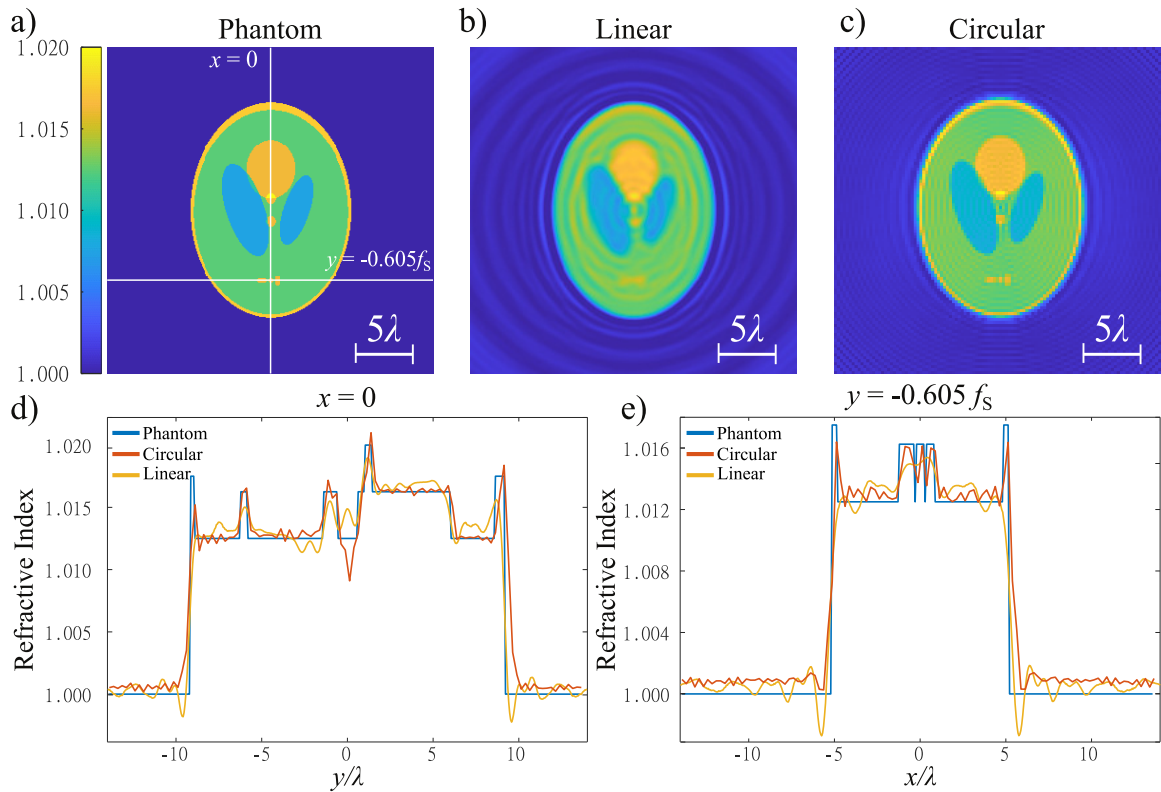 a) Phantom
b) Linear
c) Circular
1.020
1.015
1.010
1.005
1.000
x = 0
y = -0.605fS
5λ
5λ
5λ
d) x = 0
Phantom
Circular
Linear
Refractive Index
1.020
1.015
1.010
1.005
1.000
-10
-5
0
5
10
y/λ
e) y = -0.605 fS
Phantom
Circular
Linear
Refractive Index
1.016
1.012
1.008
1.004
1.000
-10
-5
0
5
10
x/λ